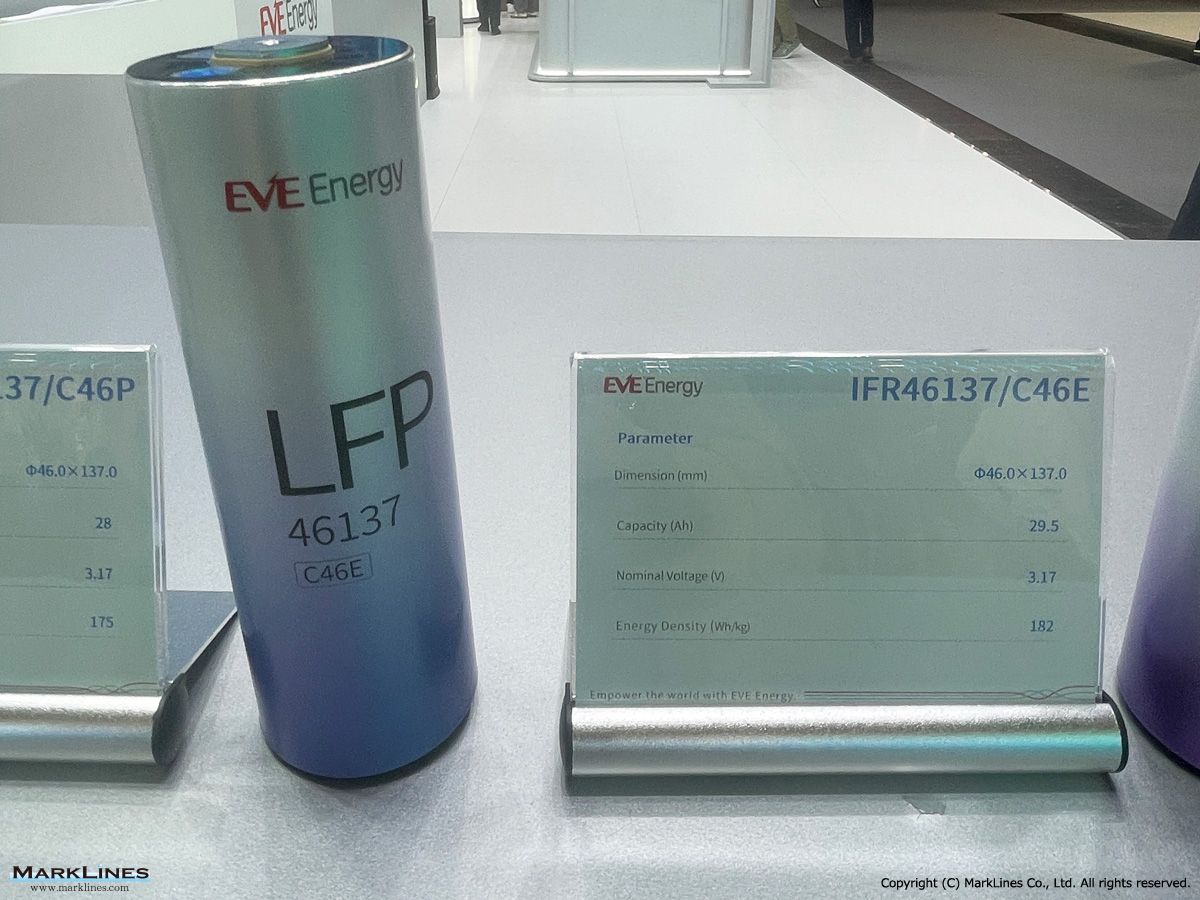 EVE Energy
EVE Energy
LFP
46137
C46E
37/C46P
Φ46.0×137.0
28
3.17
175
EVE Energy
IFR46137/C46E
Parameter
Dimension (mm) Φ46.0×137.0
Capacity (Ah) 29.5
Nominal Voltage (V) 3.17
Energy Density (Wh/kg) 182
Empower the world with EVE Energy.
MARKLINES
www.marklines.com
Copyright (C) MarkLines Co., Ltd. All rights reserved.